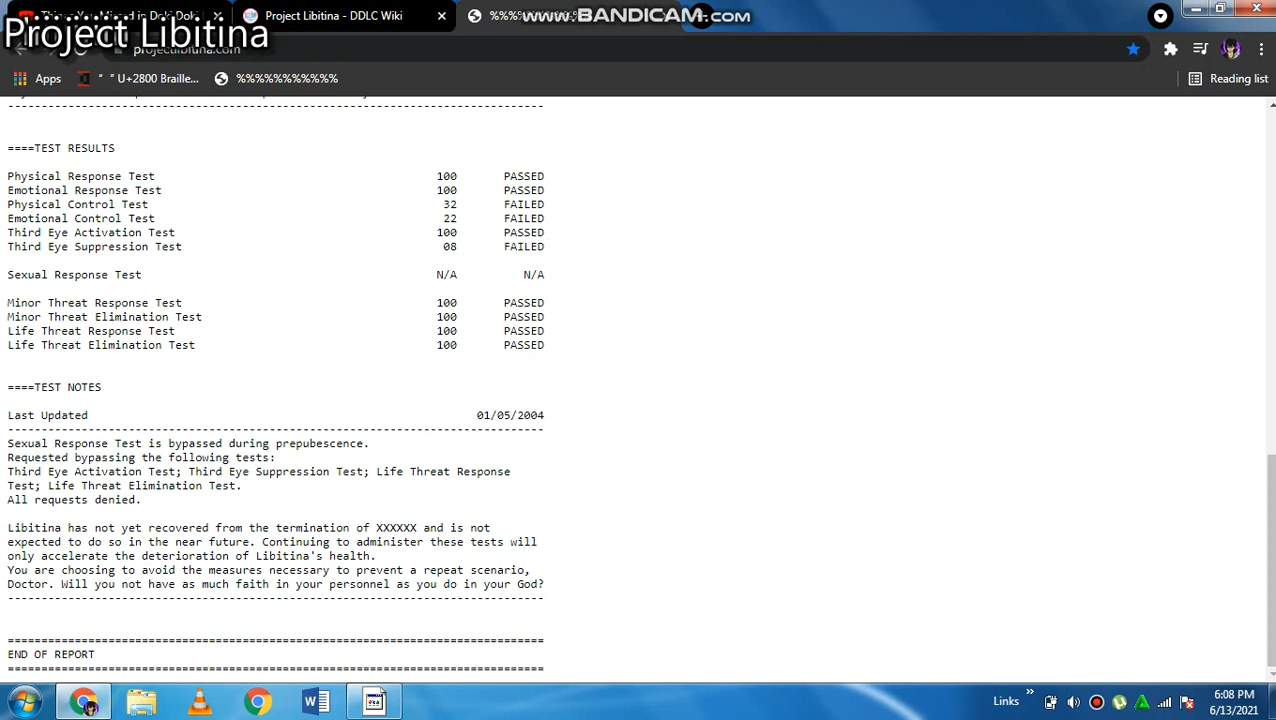 www.BANDICAM.com
Project Libitina
Project Libitina - DDLC Wiki
projectlibitina.com
Apps
" " U+2800 Braille...
%%%%%%%%%%%
Reading list
====TEST RESULTS
Physical Response Test 100 PASSED
Emotional Response Test 100 PASSED
Physical Control Test 32 FAILED
Emotional Control Test 22 FAILED
Third Eye Activation Test 100 PASSED
Third Eye Suppression Test 08 FAILED
Sexual Response Test N/A N/A
Minor Threat Response Test 100 PASSED
Minor Threat Elimination Test 100 PASSED
Life Threat Response Test 100 PASSED
Life Threat Elimination Test 100 PASSED
====TEST NOTES
Last Updated 01/05/2004
Sexual Response Test is bypassed during prepubescence.
Requested bypassing the following tests:
Third Eye Activation Test; Third Eye Suppression Test; Life Threat Response
Test; Life Threat Elimination Test.
All requests denied.
Libitina has not yet recovered from the termination of XXXXXX and is not
expected to do so in the near future. Continuing to administer these tests will
only accelerate the deterioration of Libitina's health.
You are choosing to avoid the measures necessary to prevent a repeat scenario,
Doctor. Will you not have as much faith in your personnel as you do in your God?
END OF REPORT
Links
6:08 PM
6/13/2021